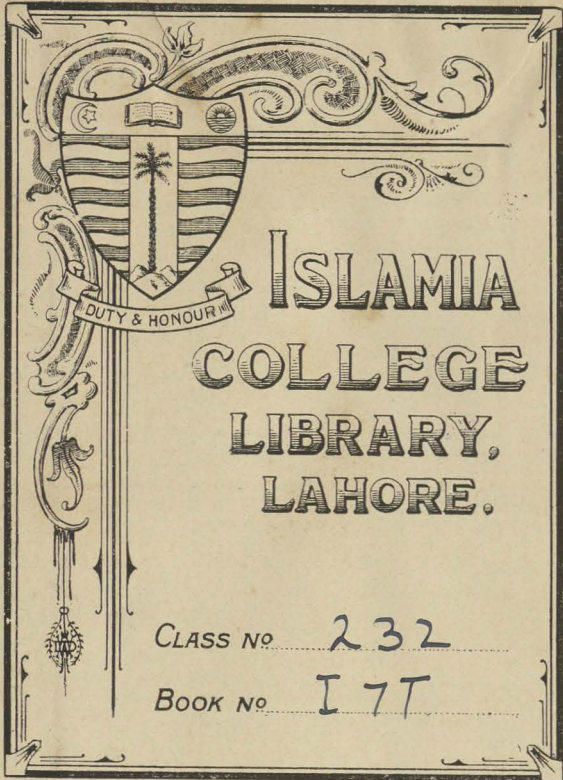 DUTY & HONOUR
ISLAMIA
COLLEGE
LIBRARY,
LAHORE.
CLASS NO 232
BOOK NO I7T